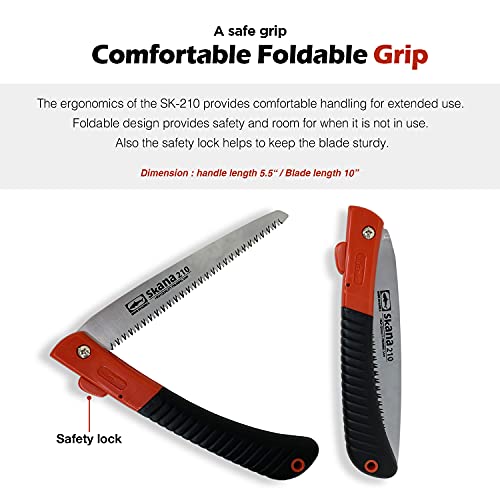 A safe grip
Comfortable Foldable Grip
The ergonomics of the SK-210 provides comfortable handling for extended use.
Foldable design provides safety and room for when it is not in use.
Also the safety lock helps to keep the blade sturdy.
Dimension : handle length 5.5“ / Blade length 10”
Skana 210
Skana 210
Safety lock